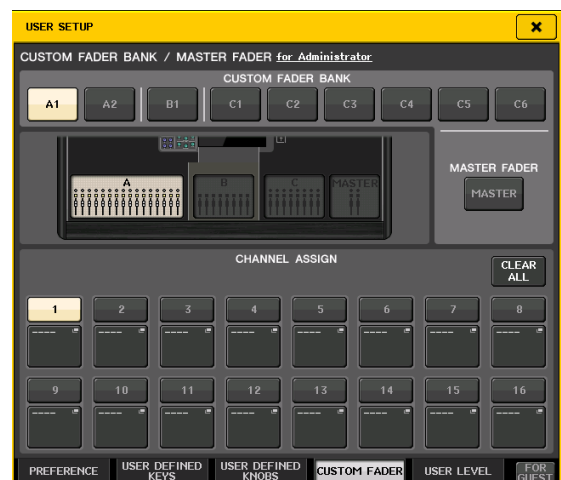 USER SETUP
CUSTOM FADER BANK / MASTER FADER for Administrator
CUSTOM FADER BANK
A1 A2 B1 C1 C2 C3 C4 C5 C6
A B C MASTER
MASTER FADER
MASTER
CHANNEL ASSIGN
CLEAR
ALL
1 2 3 4 5 6 7 8
---- ---- ---- ---- ---- ---- ---- ----
9 10 11 12 13 14 15 16
---- ---- ---- ---- ---- ---- ---- ----
PREFERENCE USER DEFINED KEYS USER DEFINED KNOBS CUSTOM FADER USER LEVEL FOR GUEST